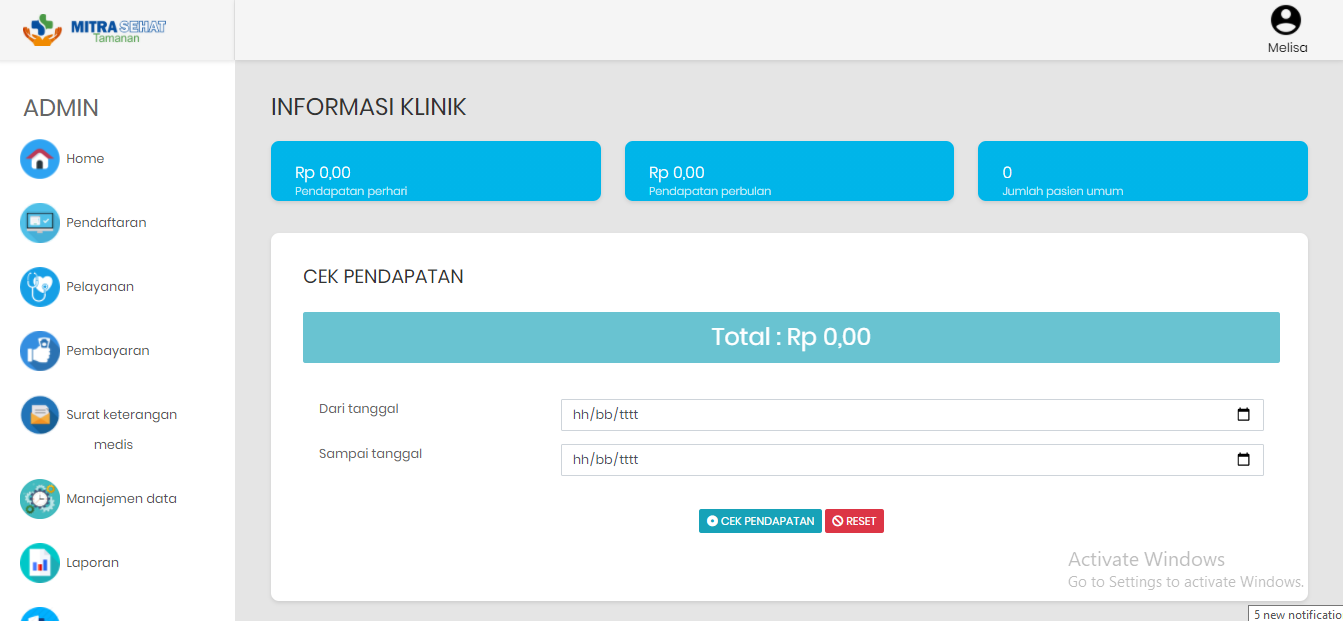 MITRA SEHAT
Tamanan
Melisa
ADMIN
Home
Pendaftaran
Pelayanan
Pembayaran
Surat keterangan
medis
Manajemen data
Laporan
INFORMASI KLINIK
Rp 0,00
Pendapatan perhari
Rp 0,00
Pendapatan perbulan
0
Jumlah pasien umum
CEK PENDAPATAN
Total : Rp 0,00
Dari tanggal
hh/bb/tttt
Sampai tanggal
hh/bb/tttt
CEK PENDAPATAN
RESET
Activate Windows
Go to Settings to activate Windows.
5 new notificatio